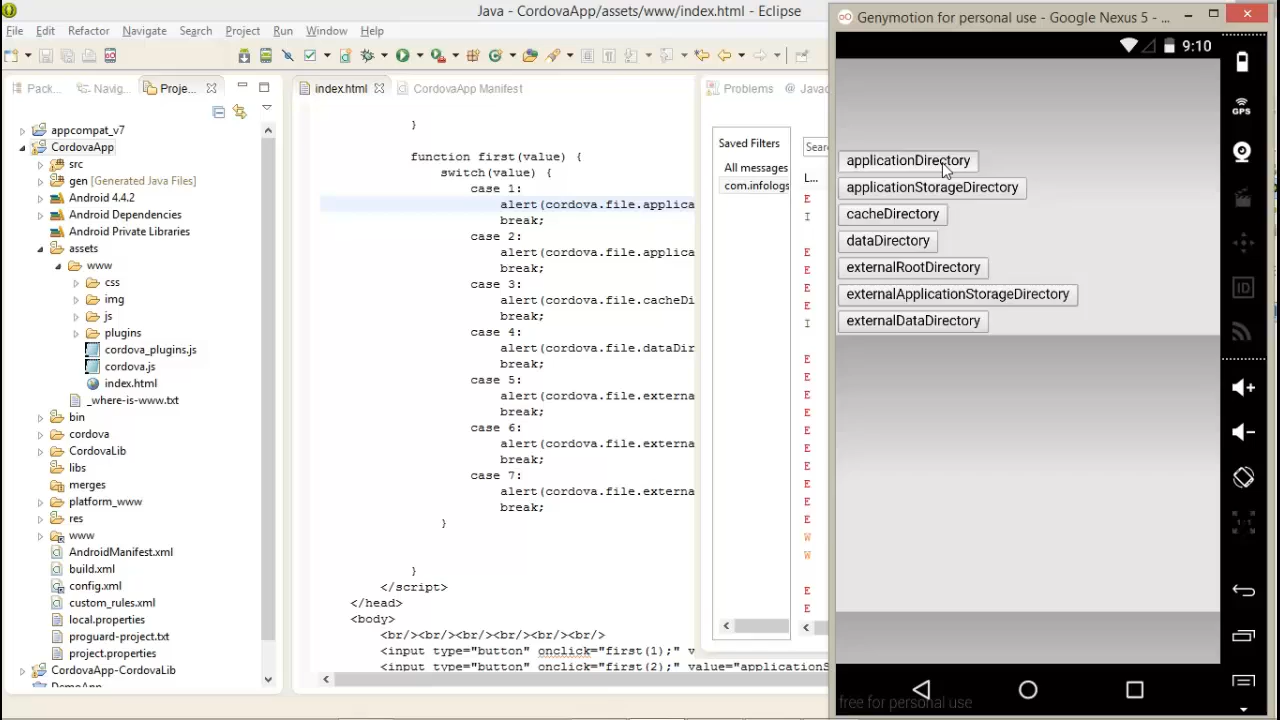 Java - CordovaApp/assets/www/index.html - Eclipse
File Edit Refactor Navigate Search Project Run Window Help
Pack... Navig... Proje...
appcompat_v7
CordovaApp
src
gen [Generated Java Files]
Android 4.4.2
Android Dependencies
Android Private Libraries
assets
www
css
img
js
plugins
cordova_plugins.js
cordova.js
index.html
_where-is-www.txt
bin
cordova
CordovaLib
libs
merges
platform_www
res
www
AndroidManifest.xml
build.xml
config.xml
custom_rules.xml
local.properties
proguard-project.txt
project.properties
CordovaApp-CordovaLib
DemoApp
index.html CordovaApp Manifest
}
function first(value) {
switch(value) {
case 1:
alert(cordova.file.applica
break;
case 2:
alert(cordova.file.applica
break;
case 3:
alert(cordova.file.cacheDi
break;
case 4:
alert(cordova.file.dataDir
break;
case 5:
alert(cordova.file.externa
break;
case 6:
alert(cordova.file.externa
break;
case 7:
alert(cordova.file.externa
break;
}
}
</script>
</head>
<body>
<br/><br/><br/><br/><br/><br/>
<input type="button" onclick="first(1);" v
<input type="button" onclick="first(2);" value="applicationS
Problems @ Javac
Saved Filters
All messages
com.infologs
Sear
L...
E
I
E
E
E
I
E
E
E
E
E
E
E
E
E
E
W
W
E
E
Genymotion for personal use - Google Nexus 5 - ...
9:10
applicationDirectory
applicationStorageDirectory
cacheDirectory
dataDirectory
externalRootDirectory
externalApplicationStorageDirectory
externalDataDirectory
free for personal use
GPS
ID
1:1